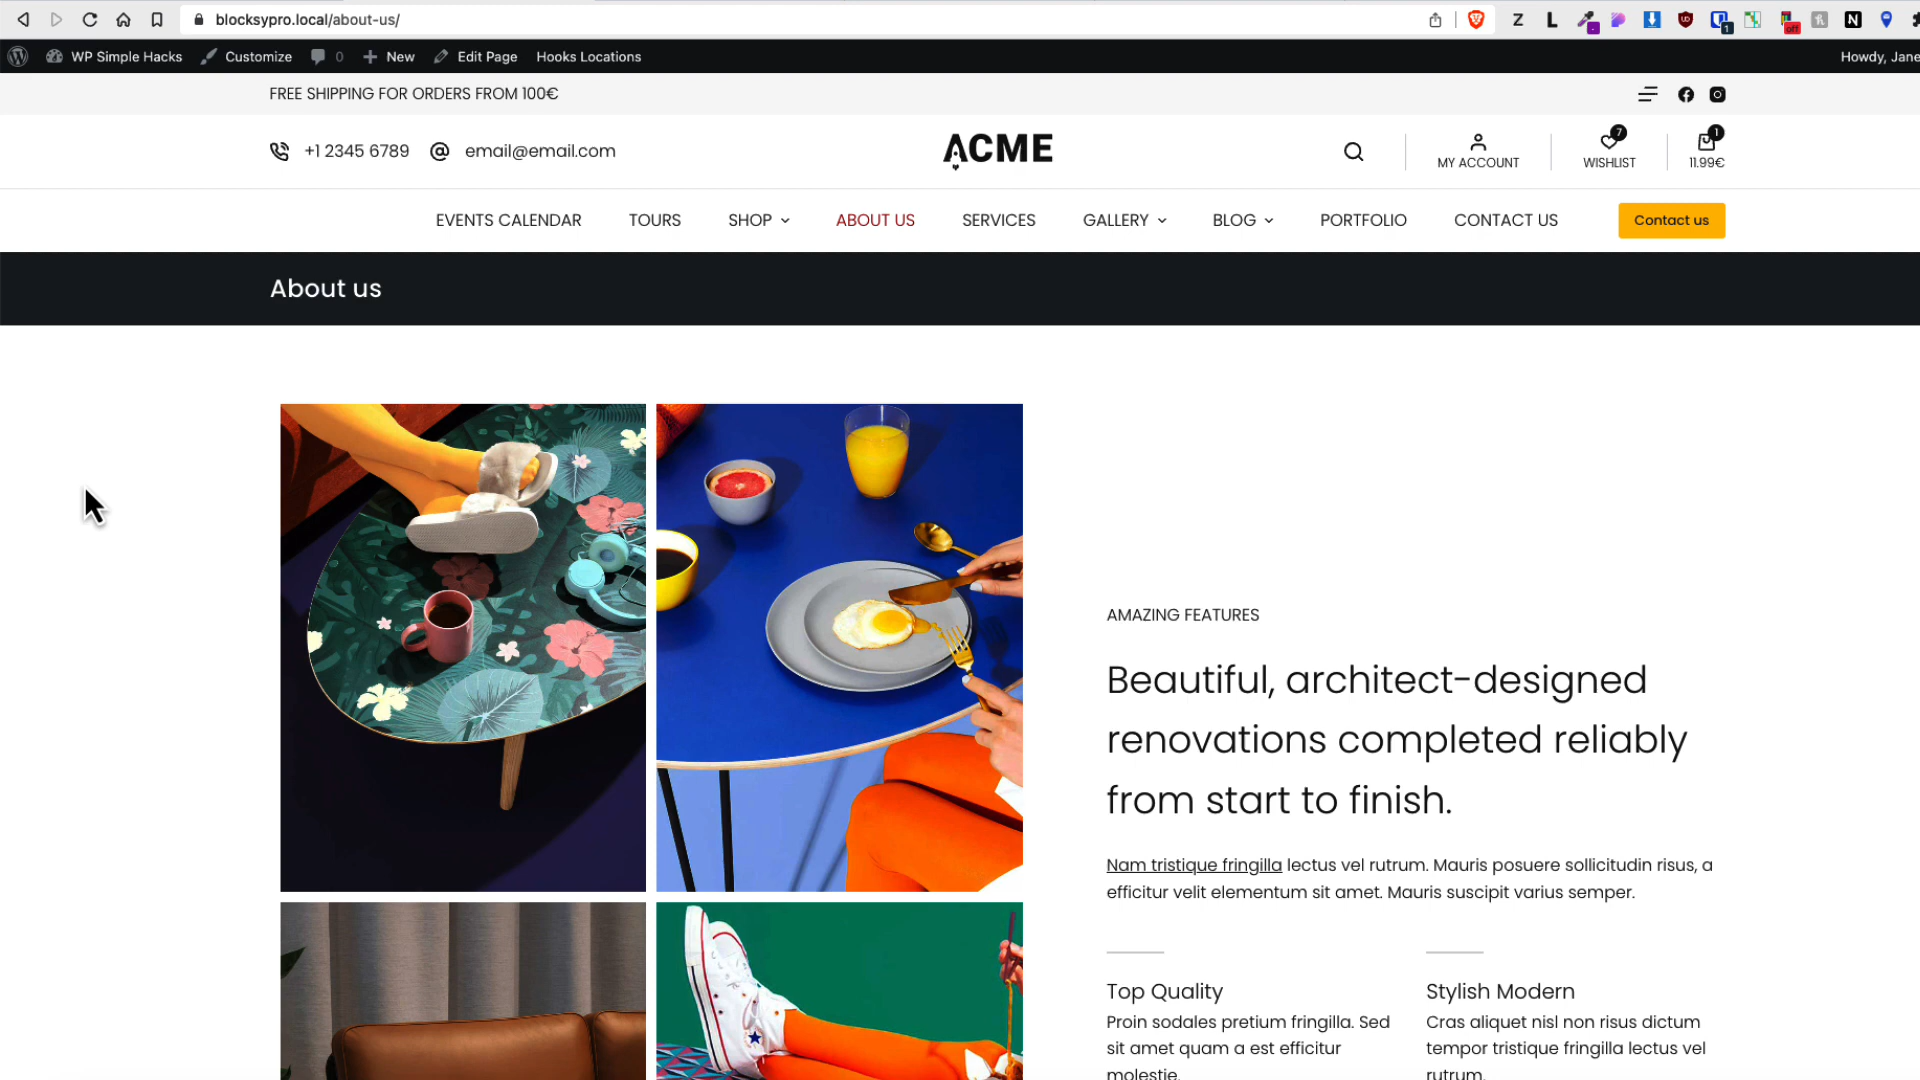 blocksypro.local/about-us/
WP Simple Hacks Customize 0 New Edit Page Hooks Locations Howdy, Jane
FREE SHIPPING FOR ORDERS FROM 100€
+1 2345 6789 email@email.com ACME MY ACCOUNT 7 WISHLIST 1 11.99€
EVENTS CALENDAR TOURS SHOP ABOUT US SERVICES GALLERY BLOG PORTFOLIO CONTACT US Contact us
About us
AMAZING FEATURES
Beautiful, architect-designed
renovations completed reliably
from start to finish.
Nam tristique fringilla lectus vel rutrum. Mauris posuere sollicitudin risus, a
efficitur velit elementum sit amet. Mauris suscipit varius semper.
Top Quality
Proin sodales pretium fringilla. Sed
sit amet quam a est efficitur
molestie.
Stylish Modern
Cras aliquet nisl non risus dictum
tempor tristique fringilla lectus vel
rutrum.